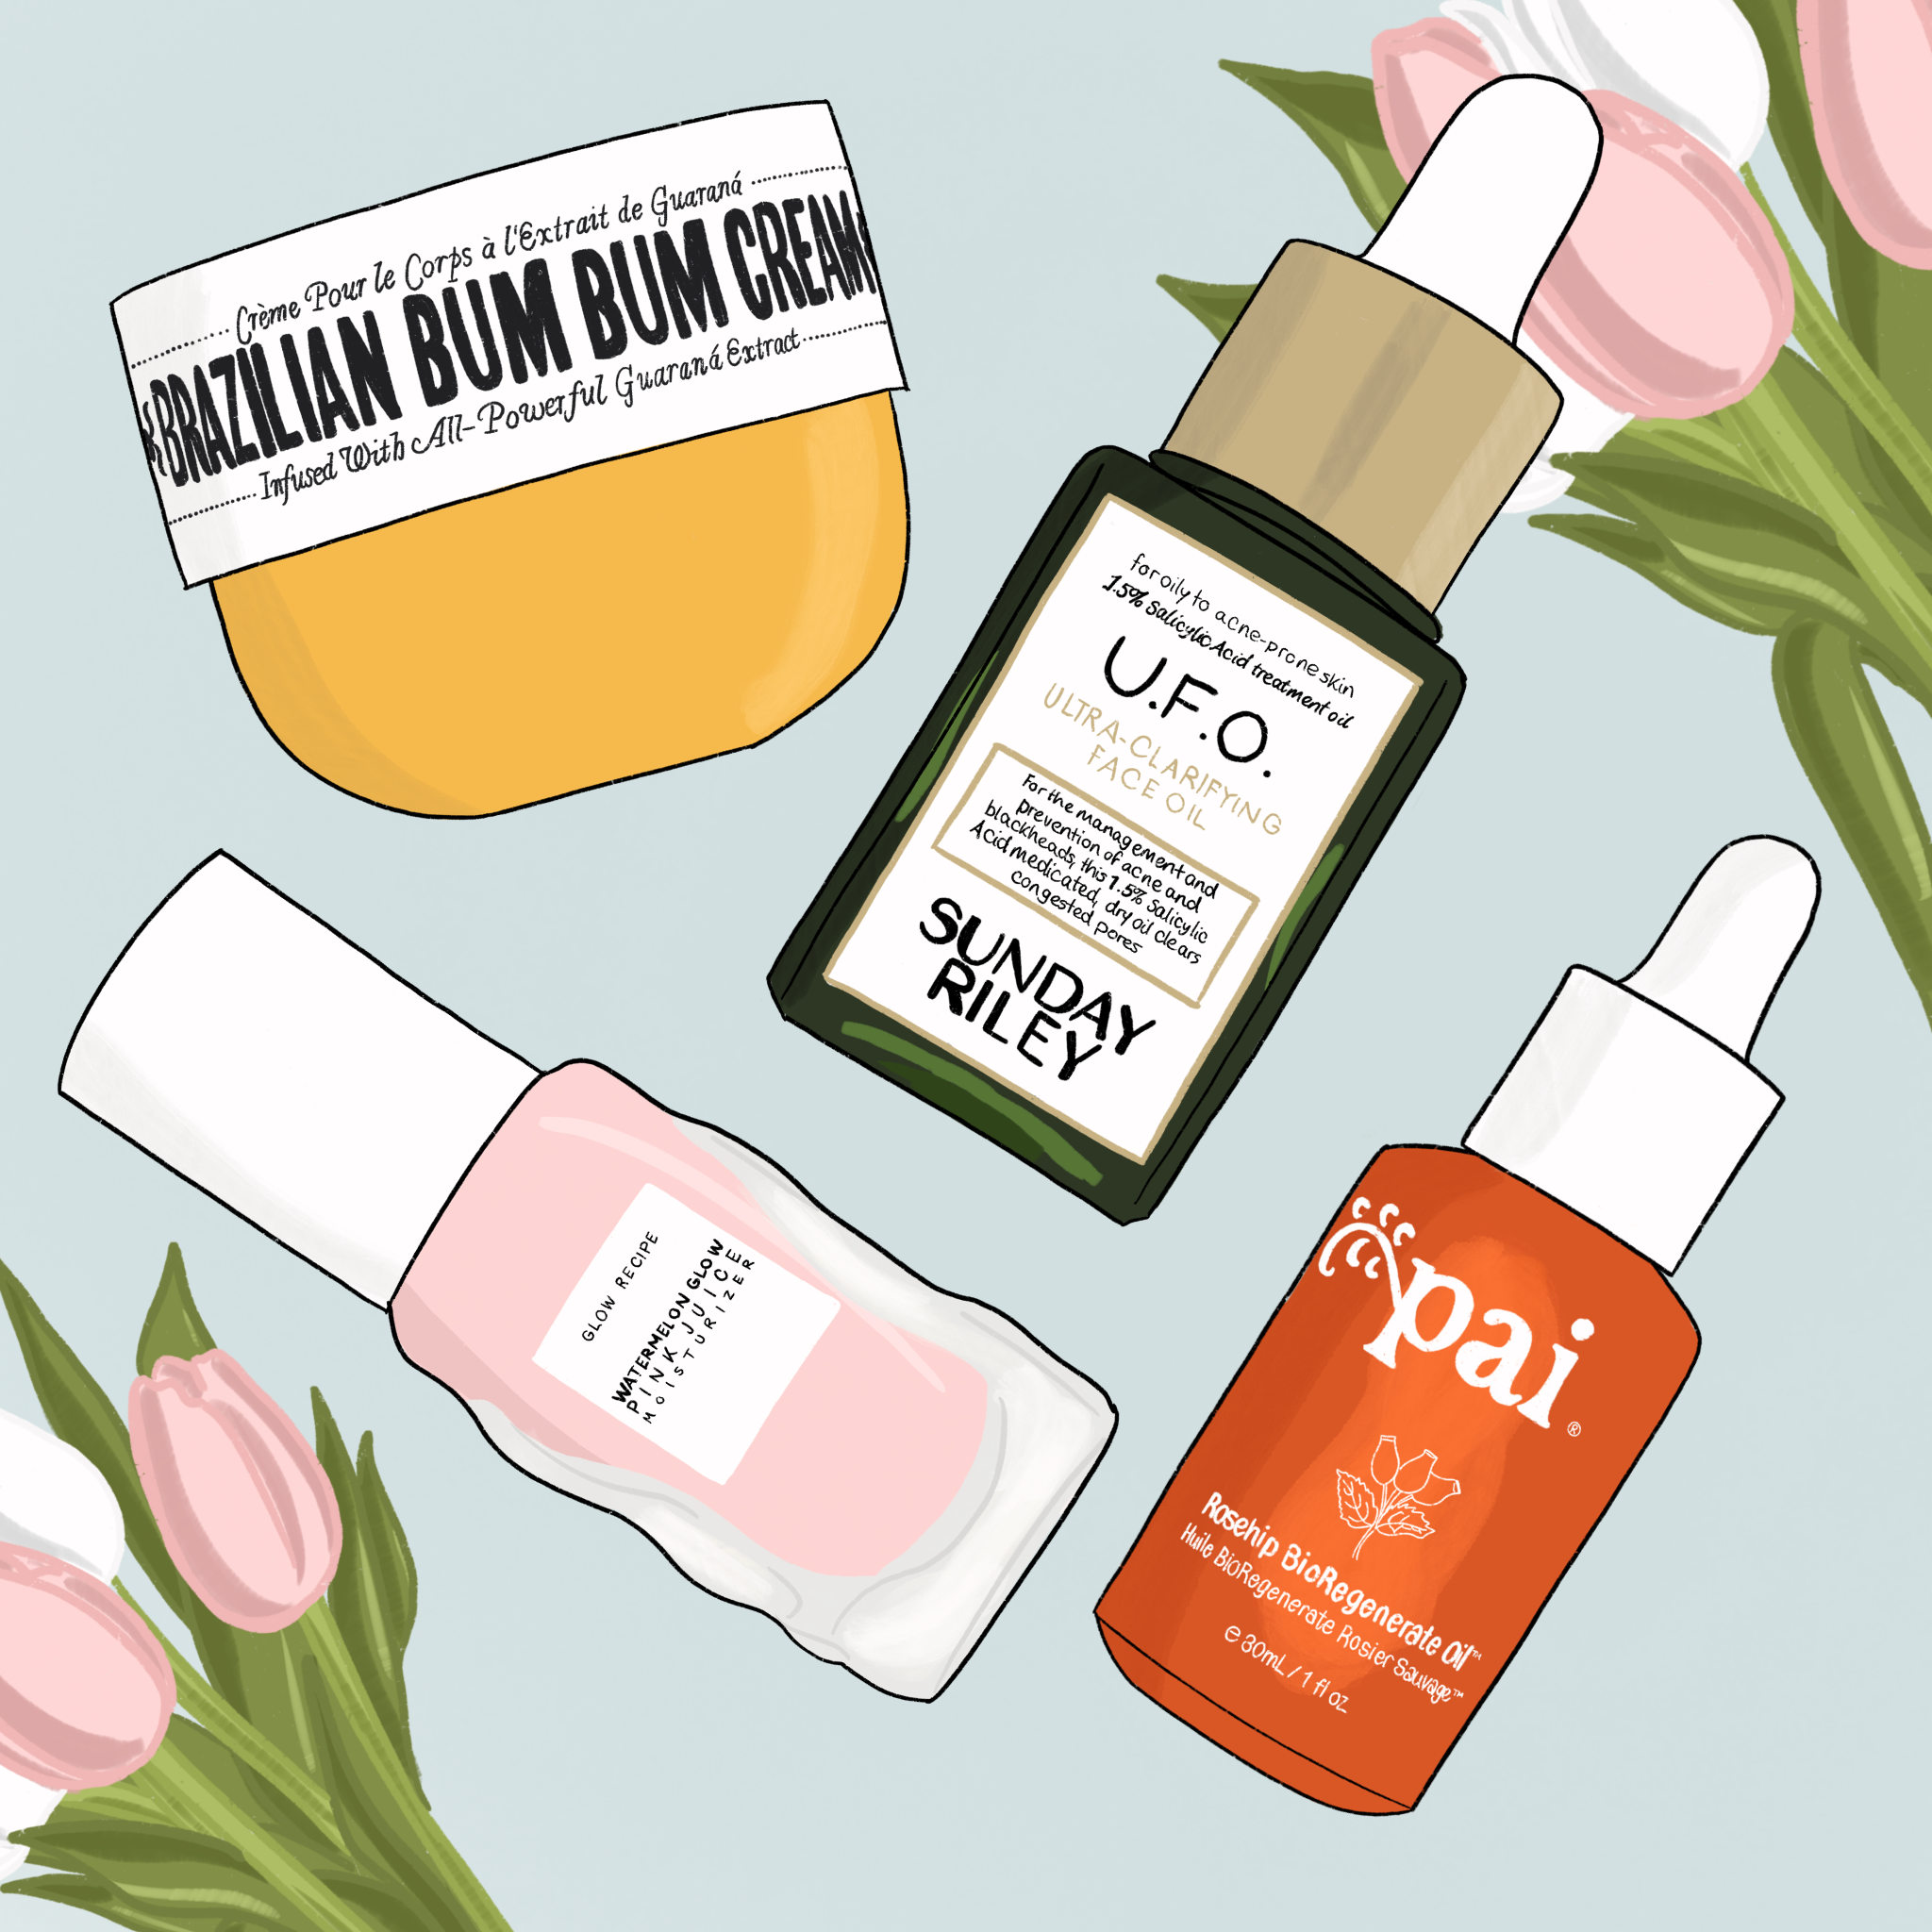 Crème Pour le Corps à l'Extrait de Guaraná
BRAZILIAN BUM BUM CREAM
Infused With All-Powerful Guaraná Extract
for oily to acne-prone skin
1.5% Salicylic Acid treatment oil
U.F.O.
ULTRA-CLARIFYING
FACE OIL
For the management and
prevention of acne and
blackheads, this 1.5% Salicylic
Acid medicated, dry oil clears
congested pores
SUNDAY
RILEY
GLOW RECIPE
WATERMELON GLOW
PINK JUICE
MOISTURIZER
pai®
Rosehip BioRegenerate Oil™
Huile BioRegenerate Rosier Sauvage™
e 30mL / 1 fl oz